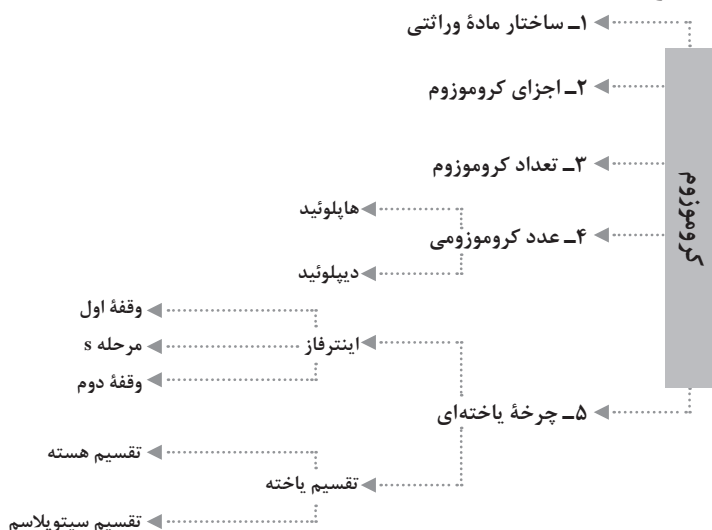 کروموزوم
۱ـ ساختار مادهٔ وراثتی
۲ـ اجزای کروموزوم
۳ـ تعداد کروموزوم
۴ـ عدد کروموزومی
هاپلوئید
دیپلوئید
۵ـ چرخهٔ یاخته‌ای
اینترفاز
وقفهٔ اول
مرحله s
وقفهٔ دوم
تقسیم یاخته
تقسیم هسته
تقسیم سیتوپلاسم